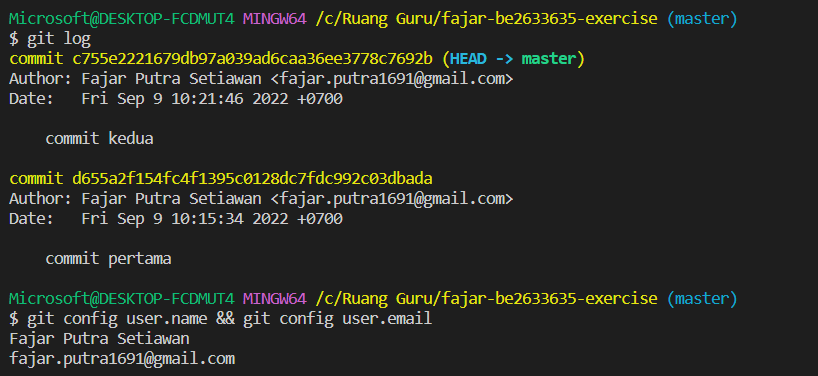 Microsoft@DESKTOP-FCDMUT4 MINGW64 /c/Ruang Guru/fajar-be2633635-exercise (master)
$ git log
commit c755e2221679db97a039ad6caa36ee3778c7692b (HEAD -> master)
Author: Fajar Putra Setiawan <fajar.putra1691@gmail.com>
Date:   Fri Sep 9 10:21:46 2022 +0700

    commit kedua

commit d655a2f154fc4f1395c0128dc7fdc992c03dbada
Author: Fajar Putra Setiawan <fajar.putra1691@gmail.com>
Date:   Fri Sep 9 10:15:34 2022 +0700

    commit pertama

Microsoft@DESKTOP-FCDMUT4 MINGW64 /c/Ruang Guru/fajar-be2633635-exercise (master)
$ git config user.name && git config user.email
Fajar Putra Setiawan
fajar.putra1691@gmail.com